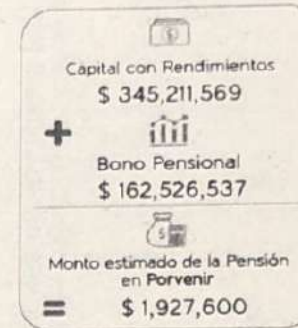 Capital con Rendimientos
$ 345,211,569
+
Bono Pensional
$ 162,526,537
Monto estimado de la Pensión
en Porvenir
= $ 1,927,600